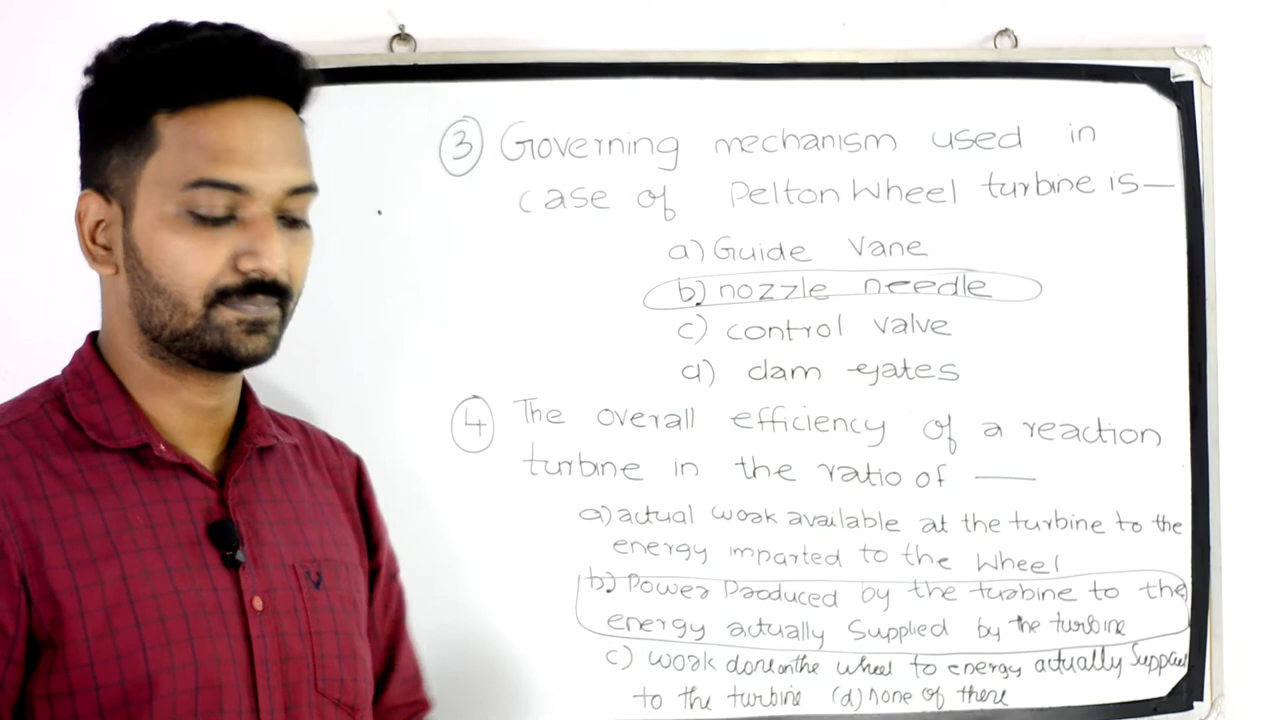 3 Governing mechanism used in
case of Pelton Wheel turbine is —
a) Guide Vane
b) nozzle needle
c) control valve
d) dam gates
4 The overall efficiency of a reaction
turbine in the ratio of —
a) actual work available at the turbine to the
energy imparted to the wheel
b) Power Produced by the turbine to the
energy actually Supplied by the turbine
c) work done on the wheel to energy actually
to the turbine (d) none of these